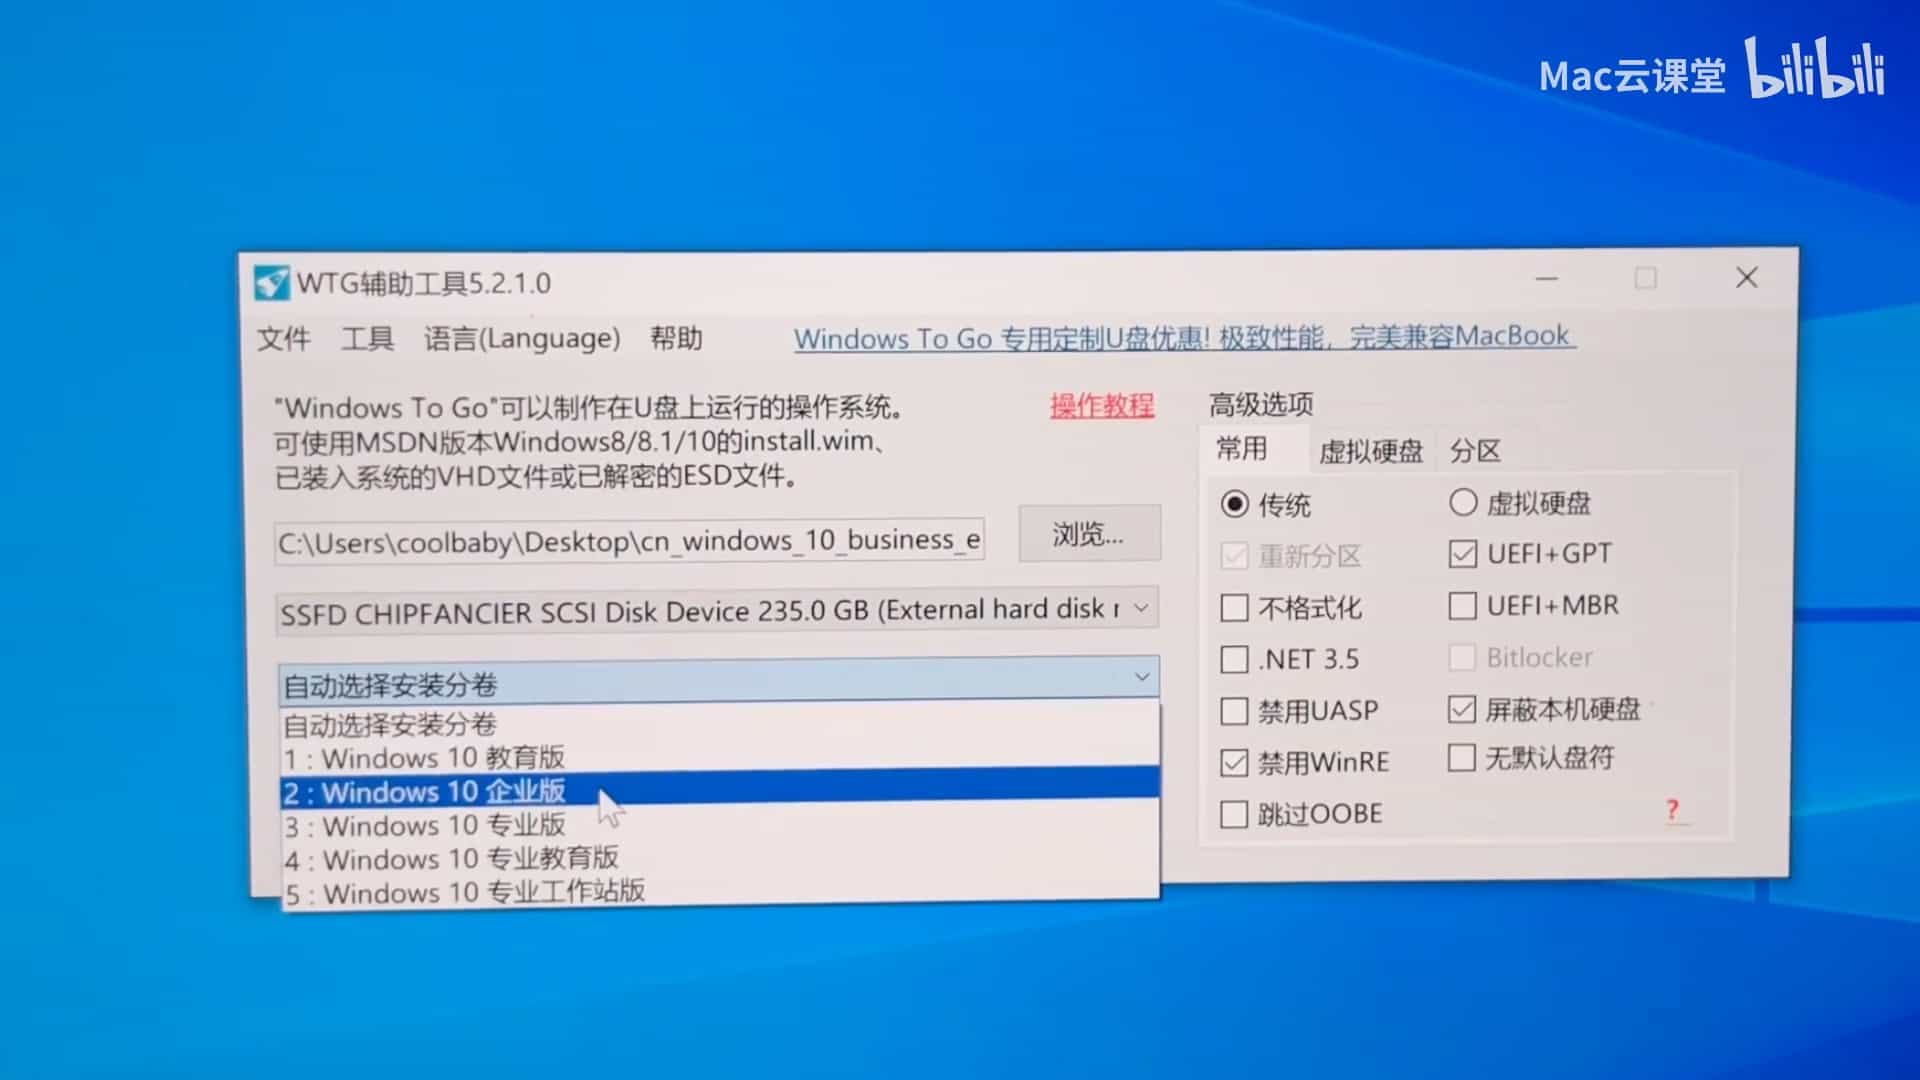 Mac云课堂 bilibili
WTG辅助工具5.2.1.0
文件 工具 语言(Language) 帮助 Windows To Go 专用定制U盘优惠! 极致性能，完美兼容MacBook
"Windows To Go"可以制作在U盘上运行的操作系统。
可使用MSDN版本Windows8/8.1/10的install.wim、
已装入系统的VHD文件或已解密的ESD文件。
操作教程
C:\Users\coolbaby\Desktop\cn_windows_10_business_e
浏览...
SSFD CHIPFANCIER SCSI Disk Device 235.0 GB (External hard disk r
自动选择安装分卷
自动选择安装分卷
1 : Windows 10 教育版
2 : Windows 10 企业版
3 : Windows 10 专业版
4 : Windows 10 专业教育版
5 : Windows 10 专业工作站版
高级选项
常用 虚拟硬盘 分区
传统 虚拟硬盘
重新分区 UEFI+GPT
不格式化 UEFI+MBR
.NET 3.5 Bitlocker
禁用UASP 屏蔽本机硬盘
禁用WinRE 无默认盘符
跳过OOBE ?